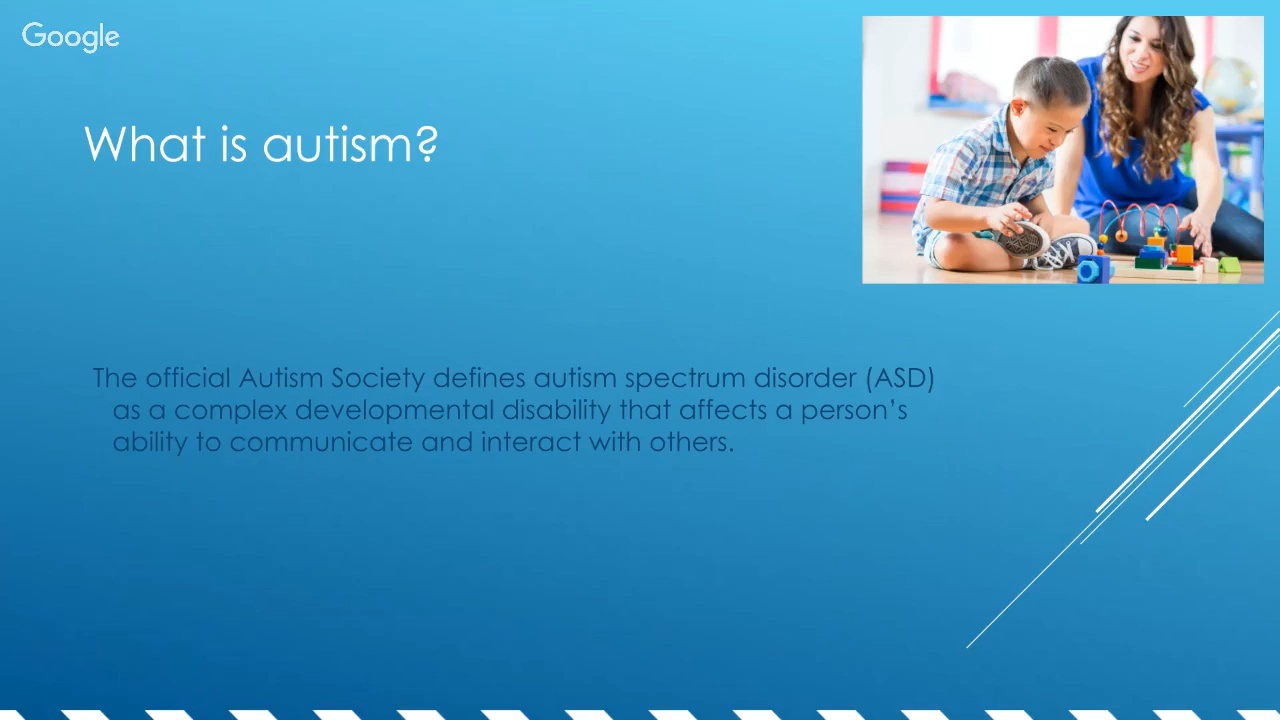 Google
What is autism?
The official Autism Society defines autism spectrum disorder (ASD)
as a complex developmental disability that affects a person’s
ability to communicate and interact with others.